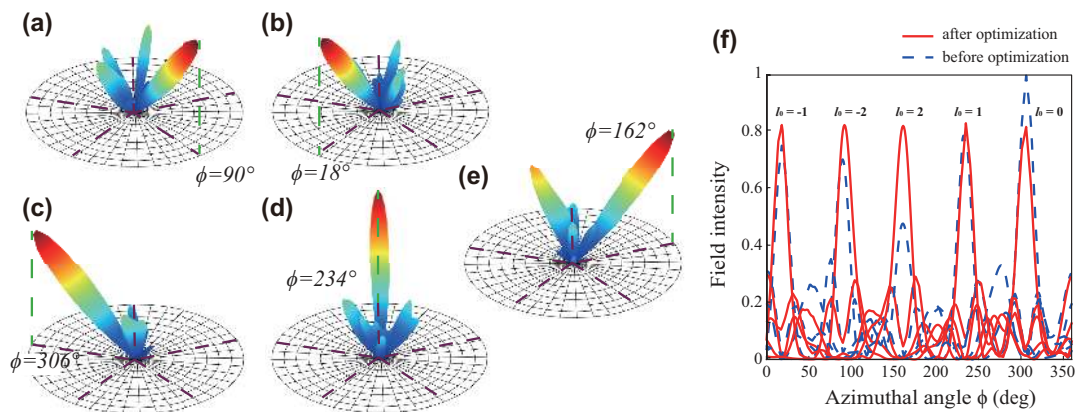 (a)
(b)
(f)
after optimization
before optimization
ϕ=90°
ϕ=18°
ϕ=162°
(e)
(c)
(d)
ϕ=306°
ϕ=234°
l₀ = -1
l₀ = -2
l₀ = 2
l₀ = 1
l₀ = 0
Field intensity
1
0.8
0.6
0.4
0.2
0
0 50 100 150 200 250 300 350
Azimuthal angle ϕ (deg)